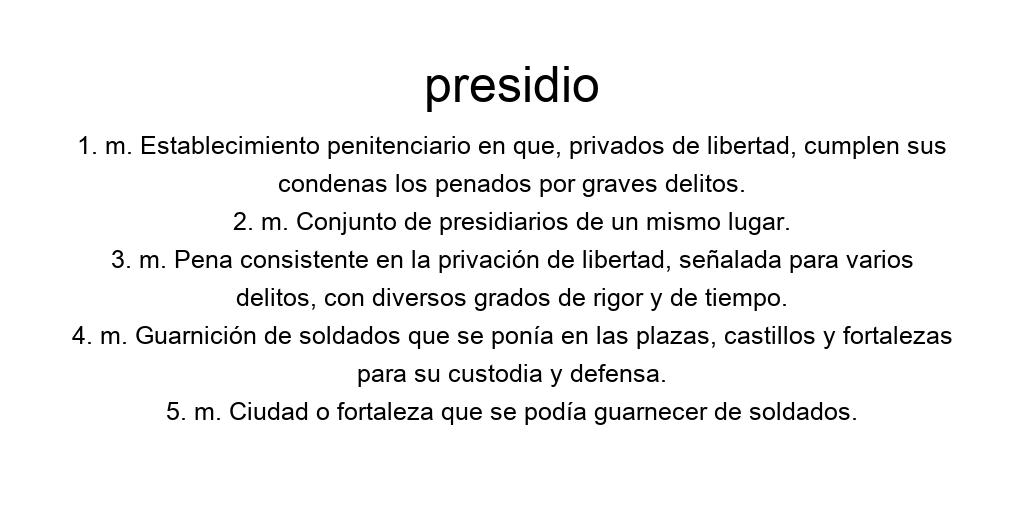 presidio
1. m. Establecimiento penitenciario en que, privados de libertad, cumplen sus
condenas los penados por graves delitos.
2. m. Conjunto de presidiarios de un mismo lugar.
3. m. Pena consistente en la privación de libertad, señalada para varios
delitos, con diversos grados de rigor y de tiempo.
4. m. Guarnición de soldados que se ponía en las plazas, castillos y fortalezas
para su custodia y defensa.
5. m. Ciudad o fortaleza que se podía guarnecer de soldados.